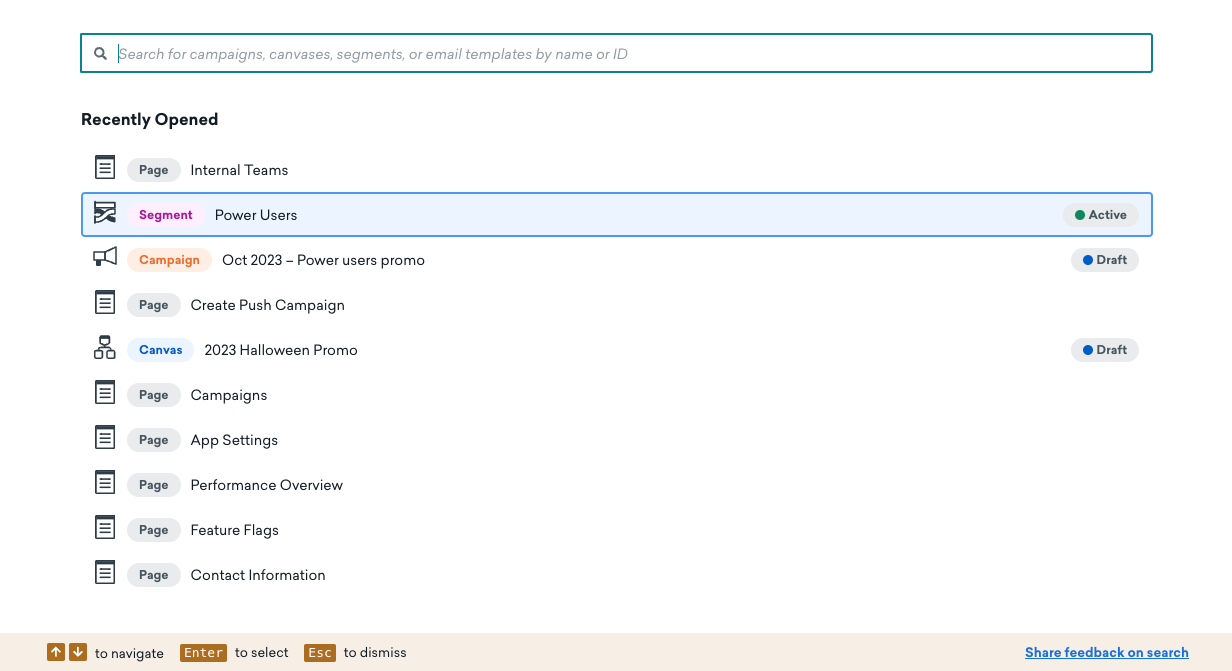 Search for campaigns, canvases, segments, or email templates by name or ID
Recently Opened
Page Internal Teams
Segment Power Users Active
Campaign Oct 2023 – Power users promo Draft
Page Create Push Campaign
Canvas 2023 Halloween Promo Draft
Page Campaigns
Page App Settings
Page Performance Overview
Page Feature Flags
Page Contact Information
↑ ↓ to navigate Enter to select Esc to dismiss Share feedback on search